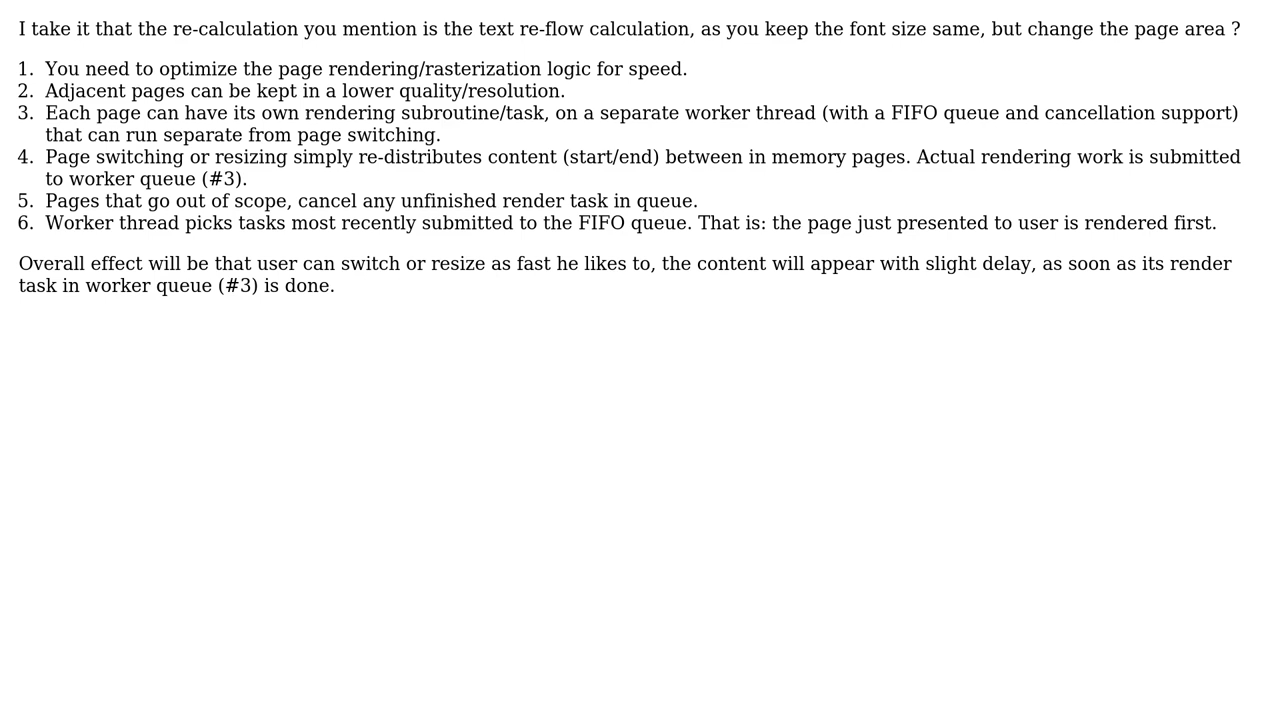 I take it that the re-calculation you mention is the text re-flow calculation, as you keep the font size same, but change the page area ?
1. You need to optimize the page rendering/rasterization logic for speed.
2. Adjacent pages can be kept in a lower quality/resolution.
3. Each page can have its own rendering subroutine/task, on a separate worker thread (with a FIFO queue and cancellation support)
that can run separate from page switching.
4. Page switching or resizing simply re-distributes content (start/end) between in memory pages. Actual rendering work is submitted
to worker queue (#3).
5. Pages that go out of scope, cancel any unfinished render task in queue.
6. Worker thread picks tasks most recently submitted to the FIFO queue. That is: the page just presented to user is rendered first.
Overall effect will be that user can switch or resize as fast he likes to, the content will appear with slight delay, as soon as its render
task in worker queue (#3) is done.